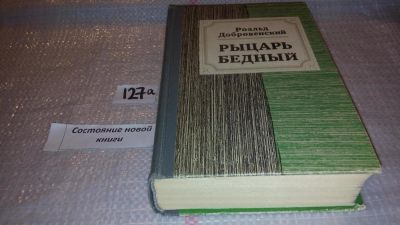 Роальд
Добровенский
РЫЦАРЬ
БЕДНЫЙ
127а
Состояние новой
книги